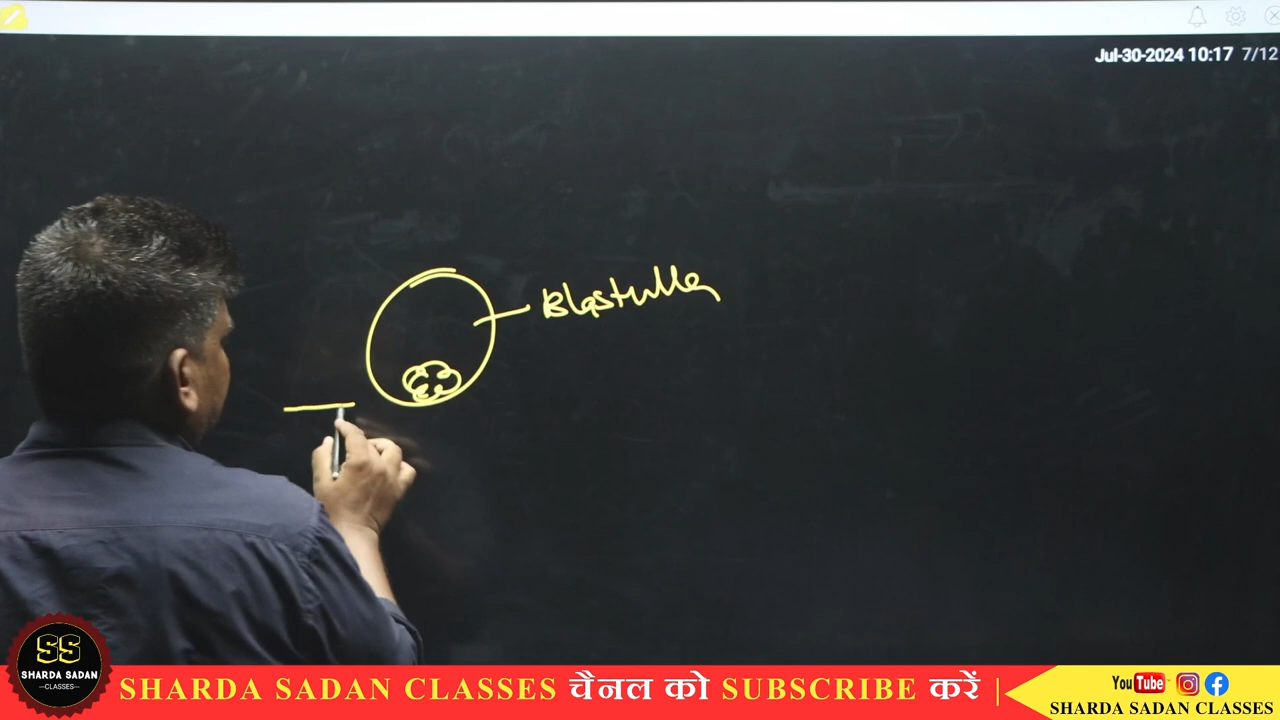 Jul-30-2024 10:17 7/12
Blastulla
SS
SHARDA SADAN
—CLASSES—
SHARDA SADAN CLASSES चैनल को SUBSCRIBE करें |
YouTube
SHARDA SADAN CLASSES